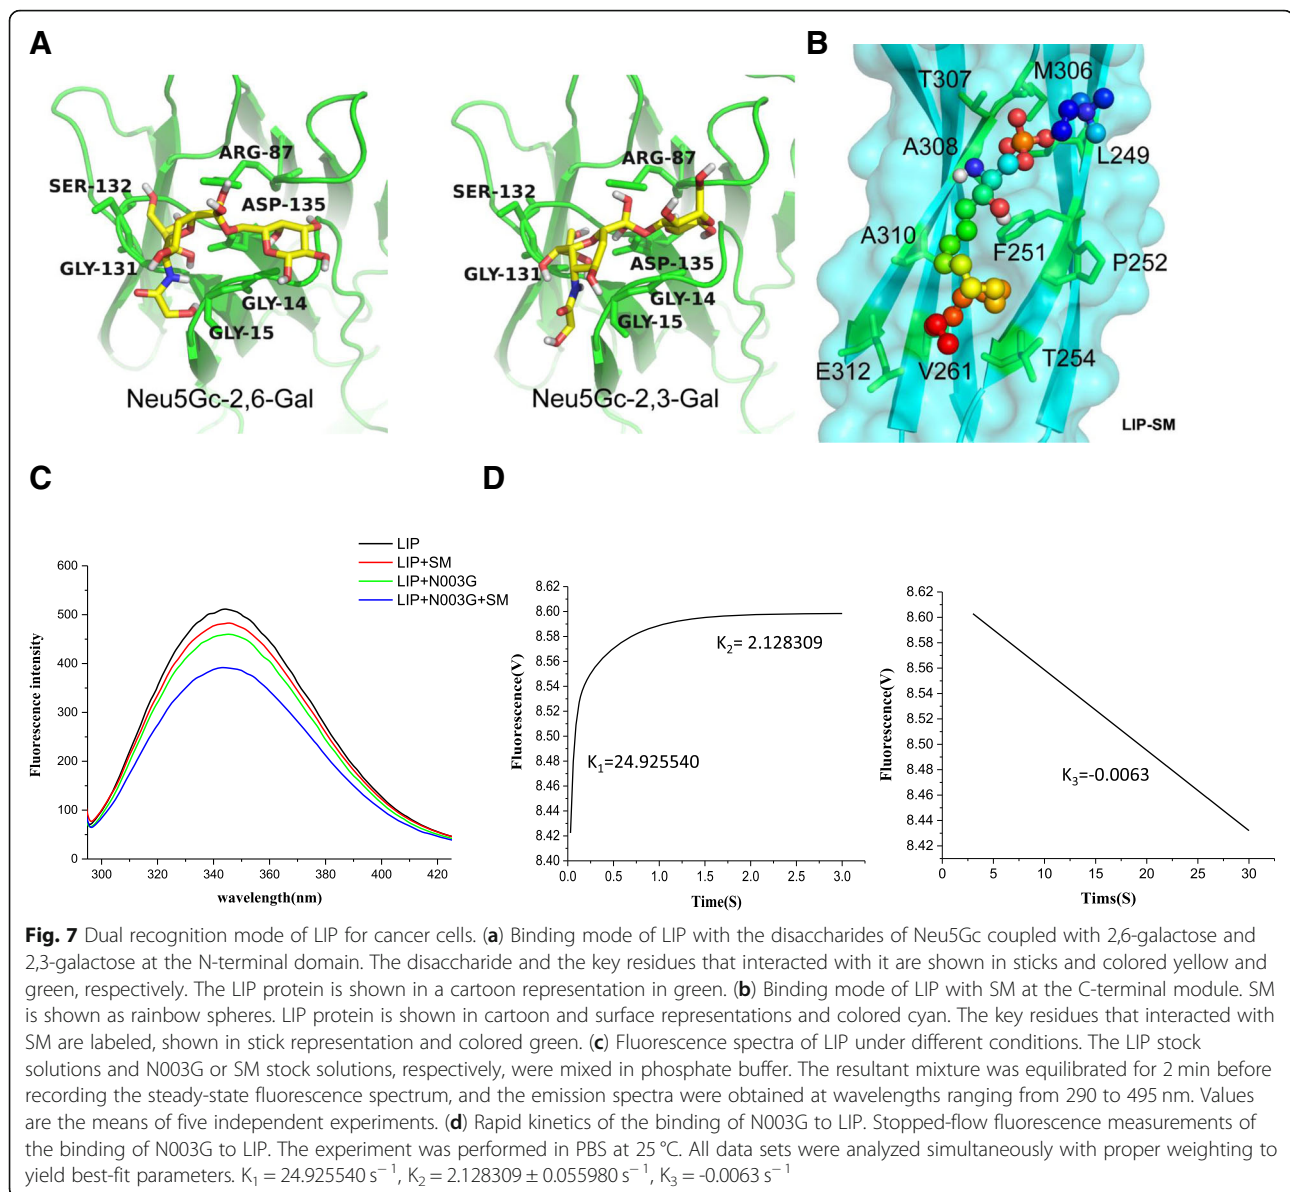 A
ARG-87
SER-132
ASP-135
GLY-131
GLY-14
GLY-15
Neu5Gc-2,6-Gal
ARG-87
SER-132
ASP-135
GLY-131
GLY-14
GLY-15
Neu5Gc-2,3-Gal
B
T307
M306
A308
L249
A310
F251
P252
E312
V261
T254
LIP-SM
C
LIP
LIP+SM
LIP+N003G
LIP+N003G+SM
600
500
400
300
200
100
0
Fluorescence intensity
300 320 340 360 380 400 420
wavelength(nm)
D
8.62
8.60
8.58
8.56
8.54
8.52
8.50
8.48
8.46
8.44
8.42
8.40
Fluorescence(V)
K2= 2.128309
K1=24.925540
0.0 0.5 1.0 1.5 2.0 2.5 3.0
Time(S)
8.62
8.60
8.58
8.56
8.54
8.52
8.50
8.48
8.46
8.44
8.42
Fluorescence(V)
K3=-0.0063
0 5 10 15 20 25 30
Tims(S)
Fig. 7 Dual recognition mode of LIP for cancer cells. (a) Binding mode of LIP with the disaccharides of Neu5Gc coupled with 2,6-galactose and
2,3-galactose at the N-terminal domain. The disaccharide and the key residues that interacted with it are shown in sticks and colored yellow and
green, respectively. The LIP protein is shown in a cartoon representation in green. (b) Binding mode of LIP with SM at the C-terminal module. SM
is shown as rainbow spheres. LIP protein is shown in cartoon and surface representations and colored cyan. The key residues that interacted with
SM are labeled, shown in stick representation and colored green. (c) Fluorescence spectra of LIP under different conditions. The LIP stock
solutions and N003G or SM stock solutions, respectively, were mixed in phosphate buffer. The resultant mixture was equilibrated for 2 min before
recording the steady-state fluorescence spectrum, and the emission spectra were obtained at wavelengths ranging from 290 to 495 nm. Values
are the means of five independent experiments. (d) Rapid kinetics of the binding of N003G to LIP. Stopped-flow fluorescence measurements of
the binding of N003G to LIP. The experiment was performed in PBS at 25 °C. All data sets were analyzed simultaneously with proper weighting to
yield best-fit parameters. K1 = 24.925540 s−1, K2 = 2.128309 ± 0.055980 s−1, K3 = -0.0063 s−1